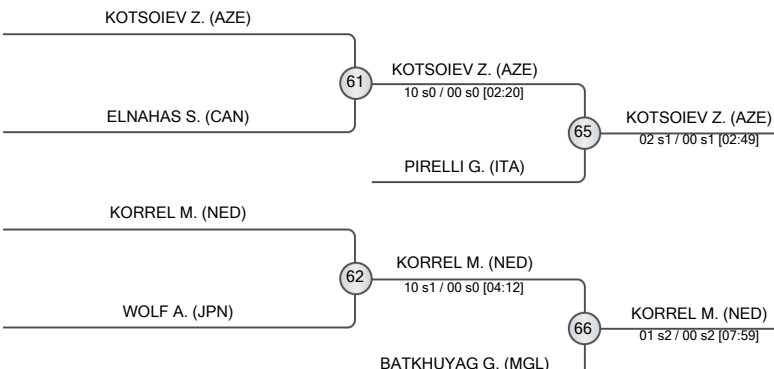 KOTSOIEV Z. (AZE)
61
KOTSOIEV Z. (AZE)
10 s0 / 00 s0 [02:20]
ELNAHAS S. (CAN)
65
KOTSOIEV Z. (AZE)
02 s1 / 00 s1 [02:49]
PIRELLI G. (ITA)
KORREL M. (NED)
62
KORREL M. (NED)
10 s1 / 00 s0 [04:12]
WOLF A. (JPN)
66
KORREL M. (NED)
01 s2 / 00 s2 [07:59]
BATKHUYAG G. (MGL)